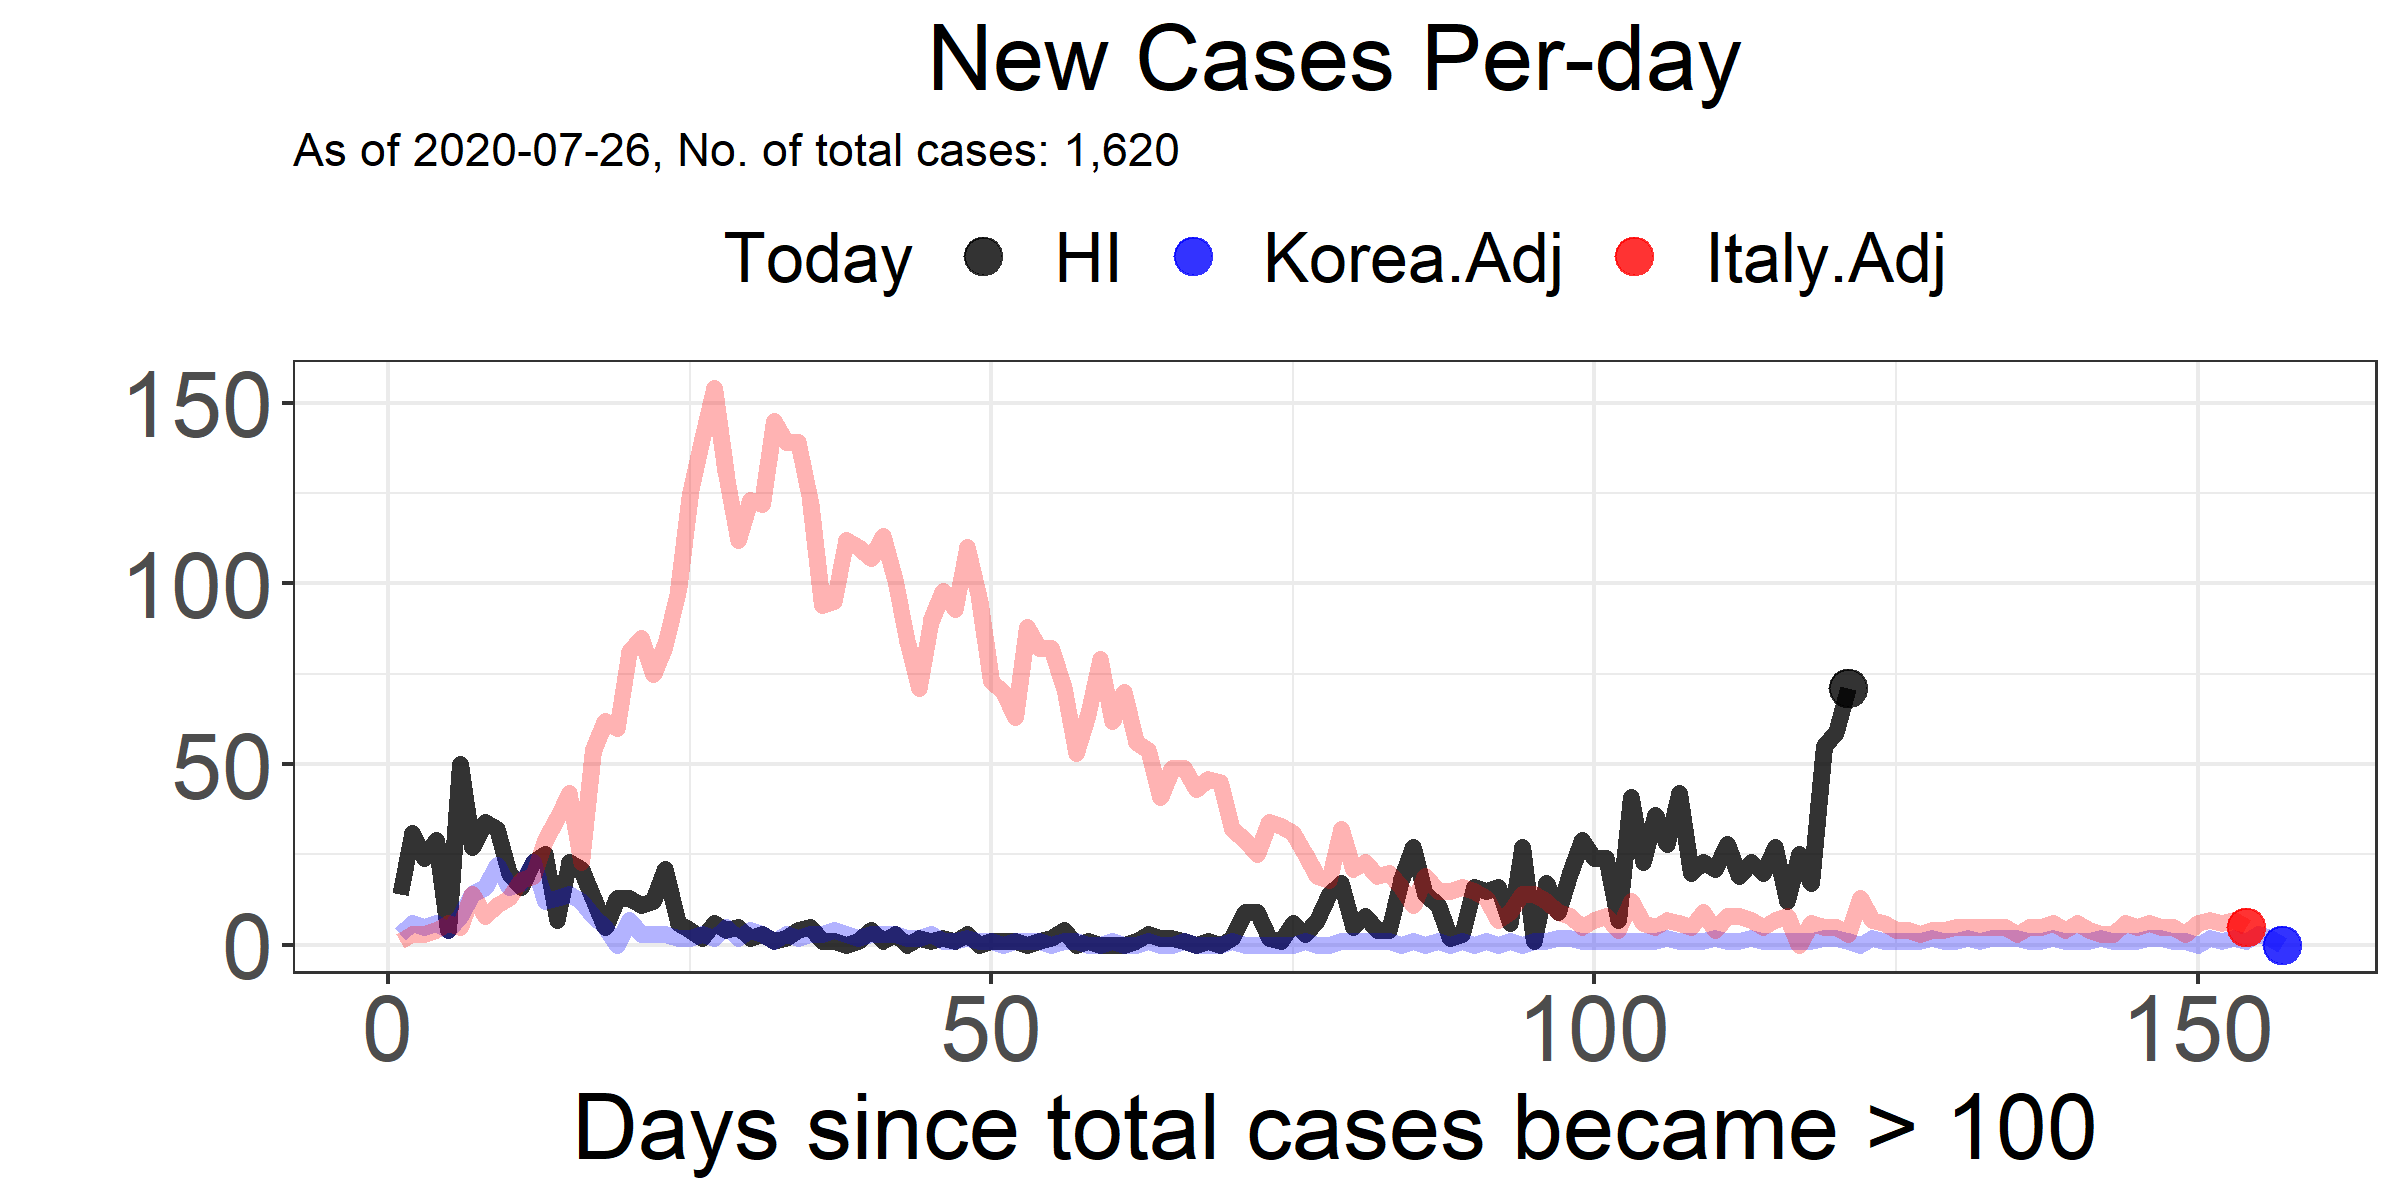 New Cases Per-day
As of 2020-07-26, No. of total cases: 1,620
Today HI Korea.Adj Italy.Adj
150
100
50
0
0 50 100 150
Days since total cases became > 100